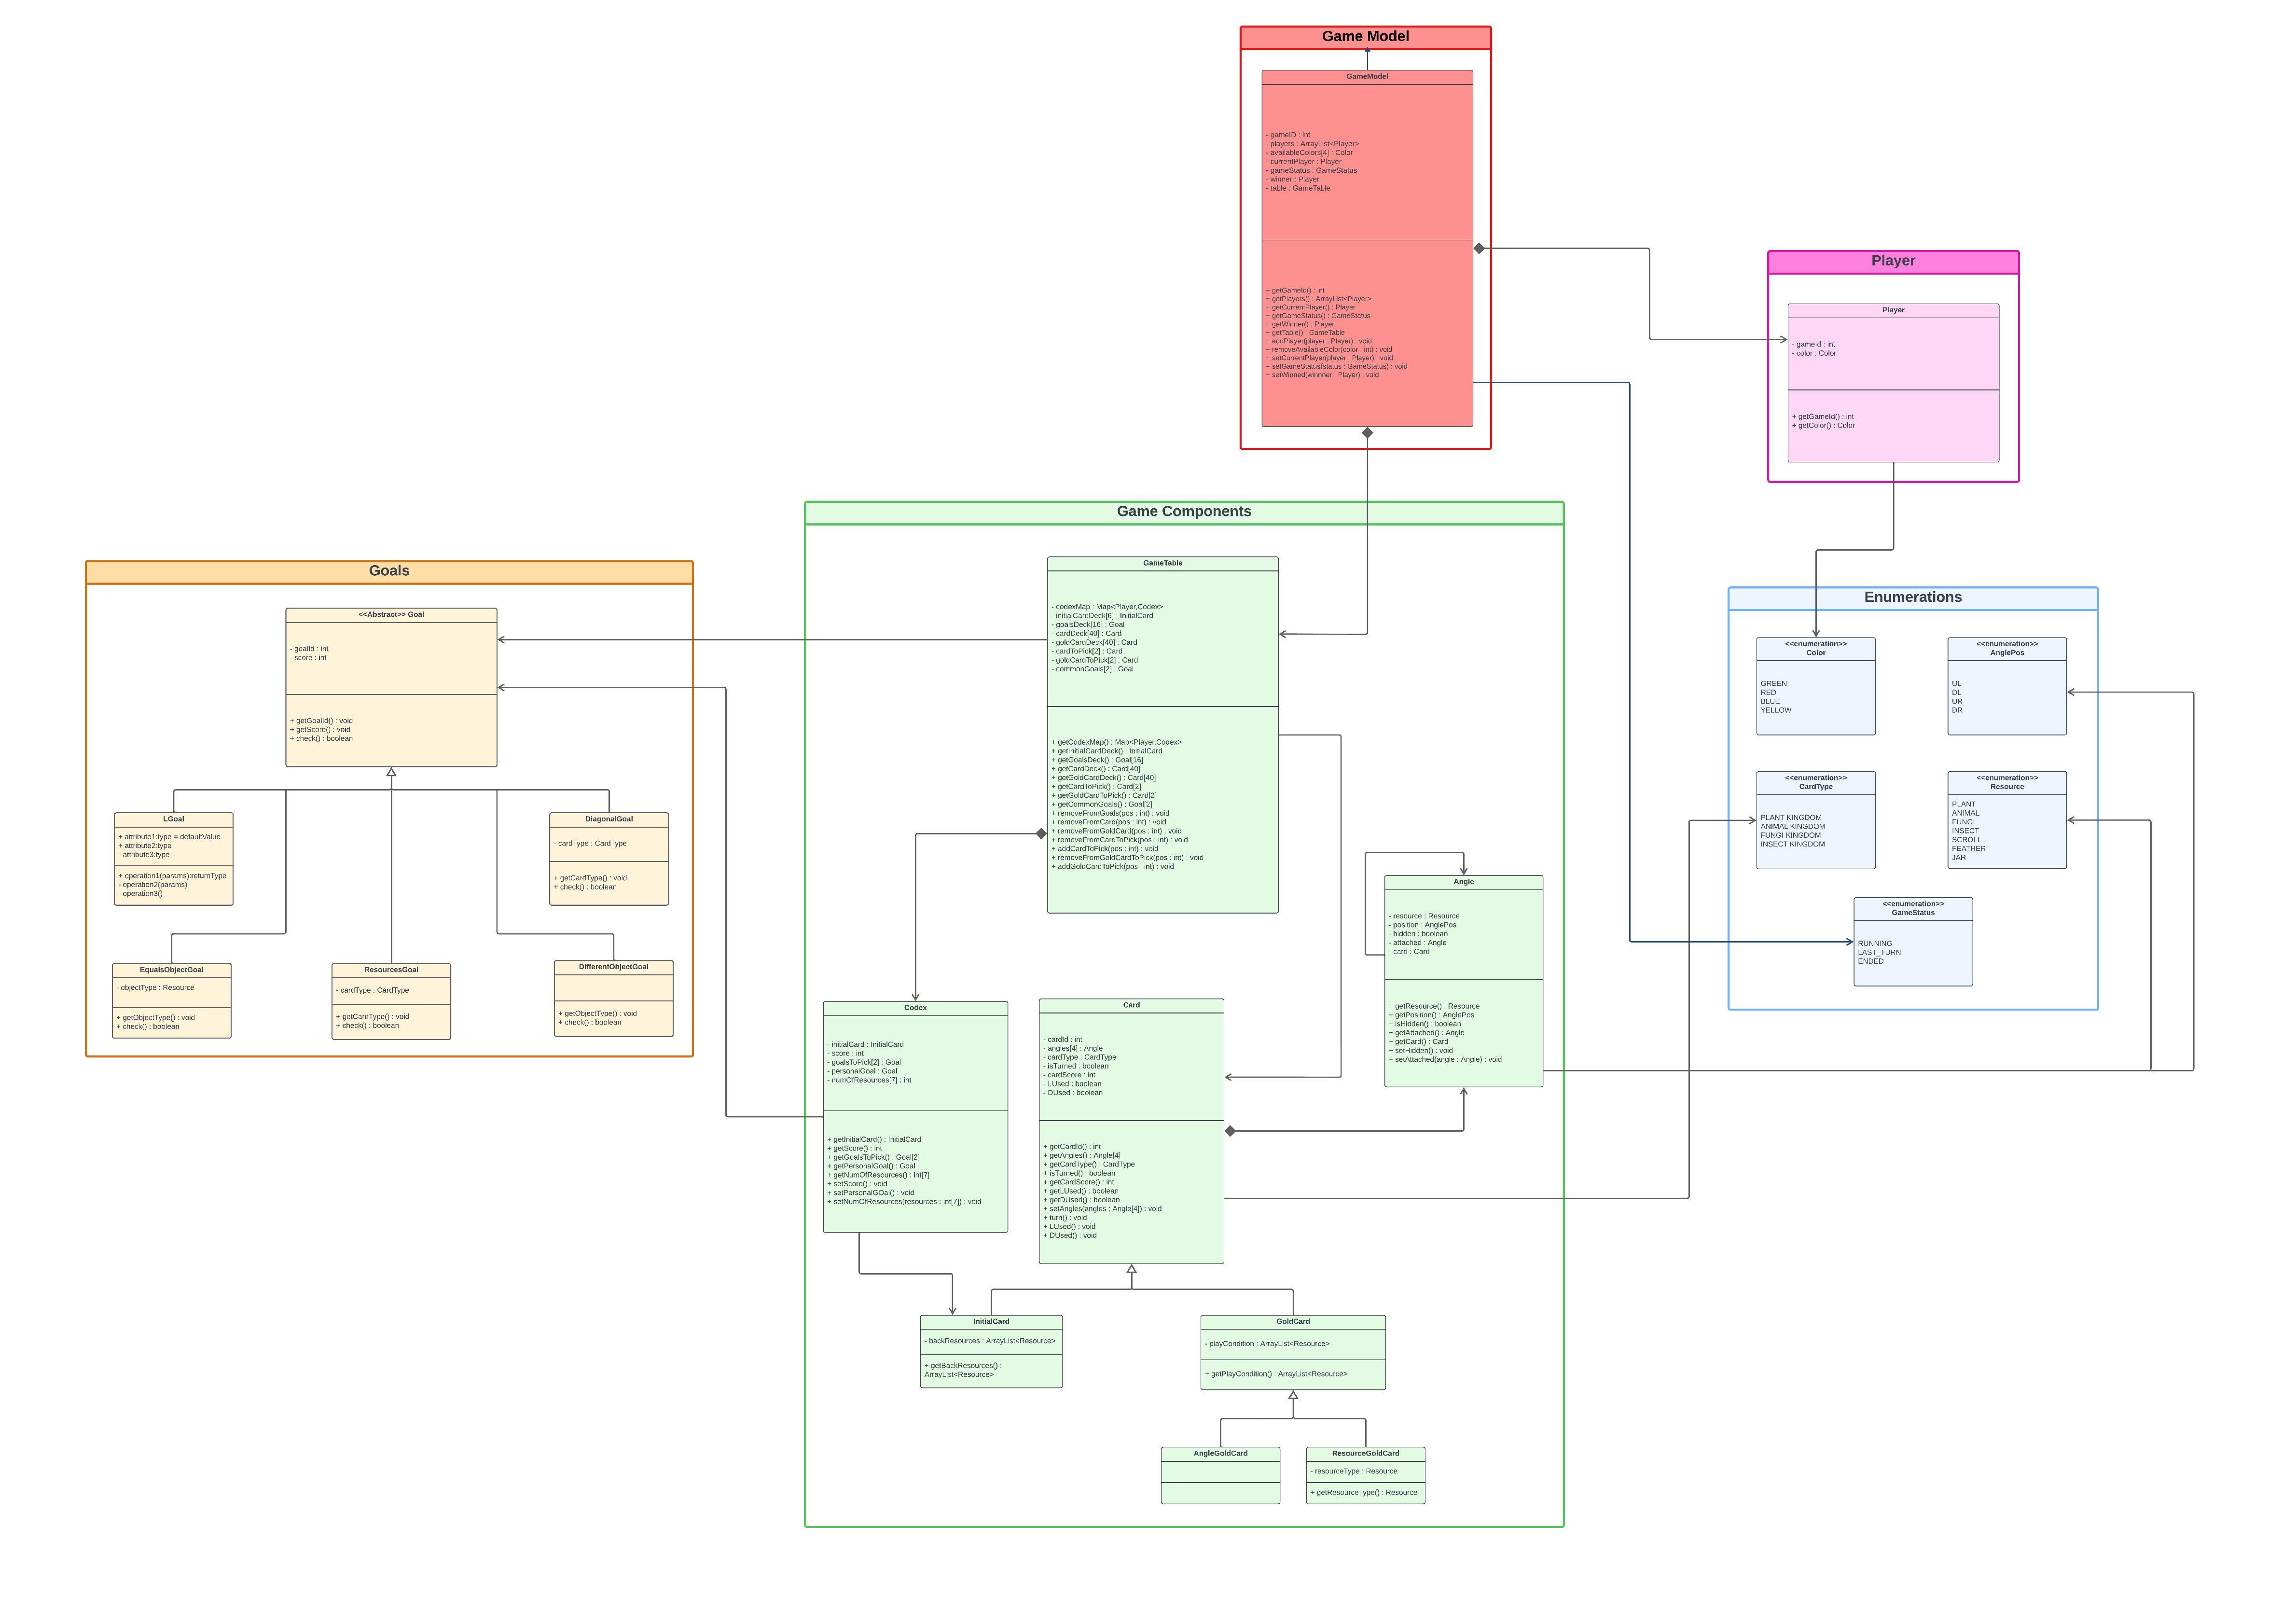 Game Model
GameModel
- gameID : int
- players : ArrayList<Player>
- availableColors[4] : Color
- currentPlayer : Player
- gameStatus : GameStatus
- winner : Player
- table : GameTable
+ getGameId() : int
+ getPlayers() : ArrayList<Player>
+ getCurrentPlayer() : Player
+ getGameStatus() : GameStatus
+ getWinner() : Player
+ getTable() : GameTable
+ addPlayer(player : Player) : void
+ removeAvailableColor(color : int) : void
+ setCurrentPlayer(player : Player) : void
+ setGameStatus(status : GameStatus) : void
+ setWinned(winnner : Player) : void
Player
Player
- gameId : int
- color : Color
+ getGameId() : int
+ getColor() : Color
Goals
<<Abstract>> Goal
- goalId : int
- score : int
+ getGoalId() : void
+ getScore() : void
+ check() : boolean
LGoal
+ attribute1:type = defaultValue
+ attribute2:type
- attribute3:type
+ operation1(params):returnType
- operation2(params)
- operation3()
DiagonalGoal
- cardType : CardType
+ getCardType() : void
+ check() : boolean
EqualsObjectGoal
- objectType : Resource
+ getObjectType() : void
+ check() : boolean
ResourcesGoal
- cardType : CardType
+ getCardType() : void
+ check() : boolean
DifferentObjectGoal
+ getObjectType() : void
+ check() : boolean
Game Components
GameTable
- codexMap : Map<Player,Codex>
- initialCardDeck[6] : InitialCard
- goalsDeck[16] : Goal
- cardDeck[40] : Card
- goldCardDeck[40] : Card
- cardToPick[2] : Card
- goldCardToPick[2] : Card
- commonGoals[2] : Goal
+ getCodexMap() : Map<Player,Codex>
+ getInitialCardDeck() : InitialCard
+ getGoalsDeck() : Goal[16]
+ getCardDeck() : Card[40]
+ getGoldCardDeck() : Card[40]
+ getCardToPick() : Card[2]
+ getGoldCardToPick() : Card[2]
+ getCommonGoals() : Goal[2]
+ removeFromGoals(pos : int) : void
+ removeFromCard(pos : int) : void
+ removeFromGoldCard(pos : int) : void
+ removeFromCardToPick(pos : int) : void
+ addCardToPick(pos : int) : void
+ removeFromGoldCardToPick(pos : int) : void
+ addGoldCardToPick(pos : int) : void
Angle
- resource : Resource
- position : AnglePos
- hidden : boolean
- attached : Angle
- card : Card
+ getResource() : Resource
+ getPosition() : AnglePos
+ isHidden() : boolean
+ getAttached() : Angle
+ getCard() : Card
+ setHidden() : void
+ setAttached(angle : Angle) : void
Codex
- initialCard : InitialCard
- score : int
- goalsToPick[2] : Goal
- personalGoal : Goal
- numOfResources[7] : int
+ getInitialCard() : InitialCard
+ getScore() : int
+ getGoalsToPick() : Goal[2]
+ getPersonalGoal() : Goal
+ getNumOfResources() : int[7]
+ setScore() : void
+ setPersonalGOal() : void
+ setNumOfResources(resources : int[7]) : void
Card
- cardId : int
- angles[4] : Angle
- cardType : CardType
- isTurned : boolean
- cardScore : int
- LUsed : boolean
- DUsed : boolean
+ getCardId() : int
+ getAngles() : Angle[4]
+ getCardType() : CardType
+ isTurned() : boolean
+ getCardScore() : int
+ getLUsed() : boolean
+ getDUsed() : boolean
+ setAngles(angles : Angle[4]) : void
+ turn() : void
+ LUsed() : void
+ DUsed() : void
InitialCard
- backResources : ArrayList<Resource>
+ getBackResources() :
ArrayList<Resource>
GoldCard
- playCondition : ArrayList<Resource>
+ getPlayCondition() : ArrayList<Resource>
AngleGoldCard
ResourceGoldCard
- resourceType : Resource
+ getResourceType() : Resource
Enumerations
<<enumeration>>
Color
GREEN
RED
BLUE
YELLOW
<<enumeration>>
AnglePos
UL
DL
UR
DR
<<enumeration>>
CardType
PLANT KINGDOM
ANIMAL KINGDOM
FUNGI KINGDOM
INSECT KINGDOM
<<enumeration>>
Resource
PLANT
ANIMAL
FUNGI
INSECT
SCROLL
FEATHER
JAR
<<enumeration>>
GameStatus
RUNNING
LAST_TURN
ENDED